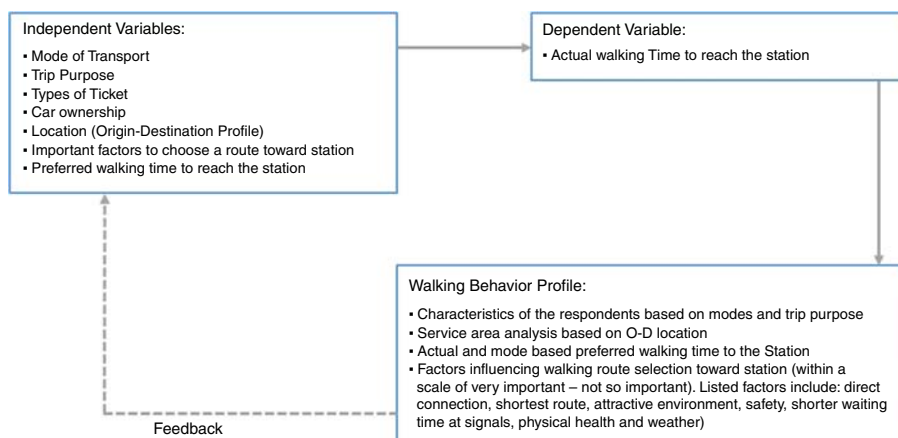 Independent Variables:
▪ Mode of Transport
▪ Trip Purpose
▪ Types of Ticket
▪ Car ownership
▪ Location (Origin-Destination Profile)
▪ Important factors to choose a route toward station
▪ Preferred walking time to reach the station
Dependent Variable:
▪ Actual walking Time to reach the station
Walking Behavior Profile:
▪ Characteristics of the respondents based on modes and trip purpose
▪ Service area analysis based on O-D location
▪ Actual and mode based preferred walking time to the Station
▪ Factors influencing walking route selection toward station (within a
scale of very important – not so important). Listed factors include: direct
connection, shortest route, attractive environment, safety, shorter waiting
time at signals, physical health and weather)
Feedback